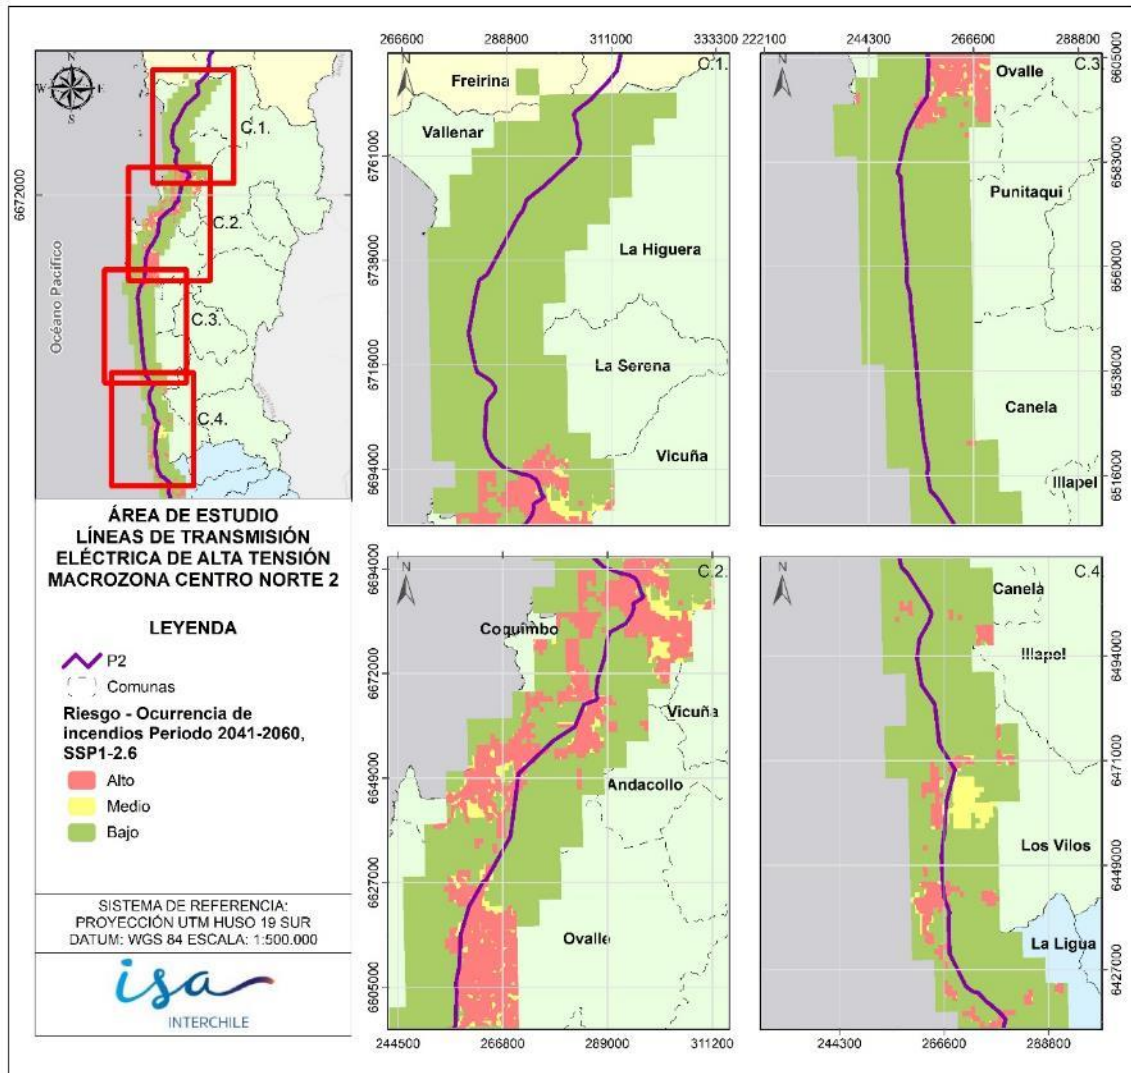 N
W
E
S
C.1.
C.2.
C.3.
C.4.
6672000
Océano Pacífico
ÁREA DE ESTUDIO
LÍNEAS DE TRANSMISIÓN
ELÉCTRICA DE ALTA TENSIÓN
MACROZONA CENTRO NORTE 2
LEYENDA
P2
Comunas
Riesgo - Ocurrencia de
incendios Periodo 2041-2060,
SSP1-2.6
Alto
Medio
Bajo
SISTEMA DE REFERENCIA:
PROYECCIÓN UTM HUSO 19 SUR
DATUM: WGS 84 ESCALA: 1:500.000
isa
INTERCHILE
266600 288800 311000 333300
N
C.1.
Freirina
Vallenar
La Higuera
La Serena
Vicuña
6761000
6738000
6716000
6694000
222100 244300 266600 288800
N
C.3
Ovalle
Punitaqui
Canela
Illapel
6605000
6583000
6560000
6538000
6516000
N
C.2.
Coquimbo
Vicuña
Andacollo
Ovalle
6694000
6672000
6649000
6627000
6605000
244500 266800 289000 311200
N
C.4
Canela
Illapel
Los Vilos
La Ligua
6494000
6471000
6449000
6427000
244300 266600 288800